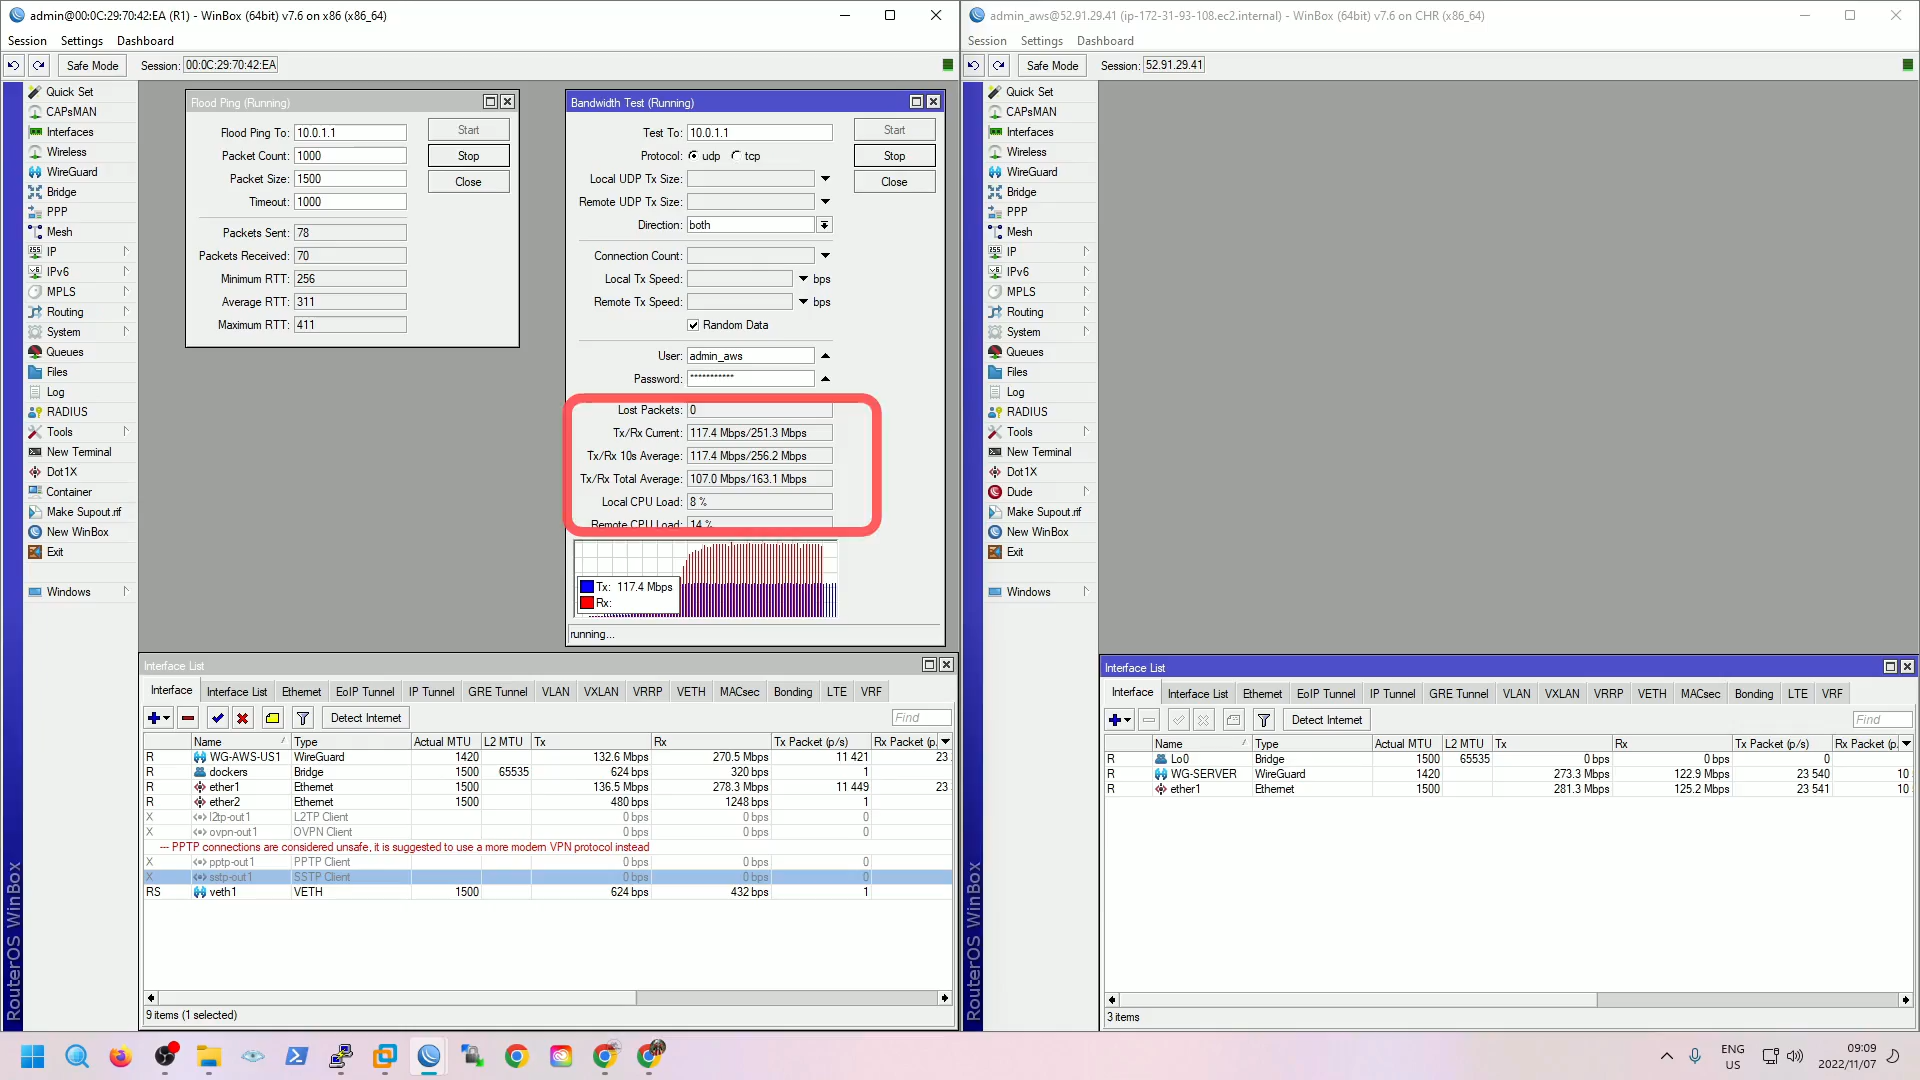 admin@00:0C:29:70:42:EA (R1) - WinBox (64bit) v7.6 on x86 (x86_64)
Session Settings Dashboard
Safe Mode Session: 00:0C:29:70:42:EA
Quick Set
CAPsMAN
Interfaces
Wireless
WireGuard
Bridge
PPP
Mesh
IP
IPv6
MPLS
Routing
System
Queues
Files
Log
RADIUS
Tools
New Terminal
Dot1X
Container
Make Supout.rif
New WinBox
Exit
Windows
RouterOS WinBox
Flood Ping (Running)
Flood Ping To: 10.0.1.1
Packet Count: 1000
Packet Size: 1500
Timeout: 1000
Packets Sent: 78
Packets Received: 70
Minimum RTT: 256
Average RTT: 311
Maximum RTT: 411
Start
Stop
Close
Bandwidth Test (Running)
Test To: 10.0.1.1
Protocol: udp tcp
Local UDP Tx Size:
Remote UDP Tx Size:
Direction: both
Connection Count:
Local Tx Speed: bps
Remote Tx Speed: bps
Random Data
User: admin_aws
Password: ***********
Lost Packets: 0
Tx/Rx Current: 117.4 Mbps/251.3 Mbps
Tx/Rx 10s Average: 117.4 Mbps/256.2 Mbps
Tx/Rx Total Average: 107.0 Mbps/163.1 Mbps
Local CPU Load: 8 %
Remote CPU Load: 14 %
Tx: 117.4 Mbps
Rx:
running...
Start
Stop
Close
Interface List
Interface Interface List Ethernet EoIP Tunnel IP Tunnel GRE Tunnel VLAN VXLAN VRRP VETH MACsec Bonding LTE VRF
Detect Internet Find
Name Type Actual MTU L2 MTU Tx Rx Tx Packet (p/s) Rx Packet (p.
R WG-AWS-US1 WireGuard 1420 132.6 Mbps 270.5 Mbps 11 421 23
R dockers Bridge 1500 65535 624 bps 320 bps 1
R ether1 Ethernet 1500 136.5 Mbps 278.3 Mbps 11 449 23
R ether2 Ethernet 1500 480 bps 1248 bps 1
X l2tp-out1 L2TP Client 0 bps 0 bps 0
X ovpn-out1 OVPN Client 0 bps 0 bps 0
--- PPTP connections are considered unsafe, it is suggested to use a more modern VPN protocol instead
X pptp-out1 PPTP Client 0 bps 0 bps 0
X sstp-out1 SSTP Client 0 bps 0 bps 0
RS veth1 VETH 1500 624 bps 432 bps 1
9 items (1 selected)
admin_aws@52.91.29.41 (ip-172-31-93-108.ec2.internal) - WinBox (64bit) v7.6 on CHR (x86_64)
Session Settings Dashboard
Safe Mode Session: 52.91.29.41
Quick Set
CAPsMAN
Interfaces
Wireless
WireGuard
Bridge
PPP
Mesh
IP
IPv6
MPLS
Routing
System
Queues
Files
Log
RADIUS
Tools
New Terminal
Dot1X
Dude
Make Supout.rif
New WinBox
Exit
Windows
RouterOS WinBox
Interface List
Interface Interface List Ethernet EoIP Tunnel IP Tunnel GRE Tunnel VLAN VXLAN VRRP VETH MACsec Bonding LTE VRF
Detect Internet Find
Name Type Actual MTU L2 MTU Tx Rx Tx Packet (p/s) Rx Packet (p.
R Lo0 Bridge 1500 65535 0 bps 0 bps 0
R WG-SERVER WireGuard 1420 273.3 Mbps 122.9 Mbps 23 540 10
R ether1 Ethernet 1500 281.3 Mbps 125.2 Mbps 23 541 10
3 items
ENG
US
09:09
2022/11/07